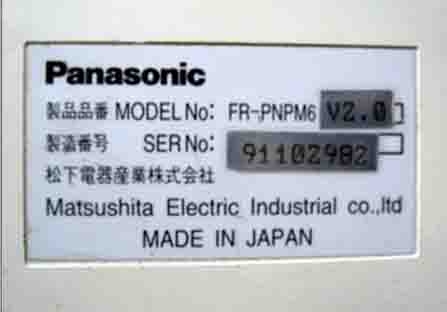 Panasonic
製品品番 MODEL No: FR-PNPM6 V2.0
製造番号 SER No: 91102982
松下電器産業株式会社
Matsushita Electric Industrial co.,ltd
MADE IN JAPAN